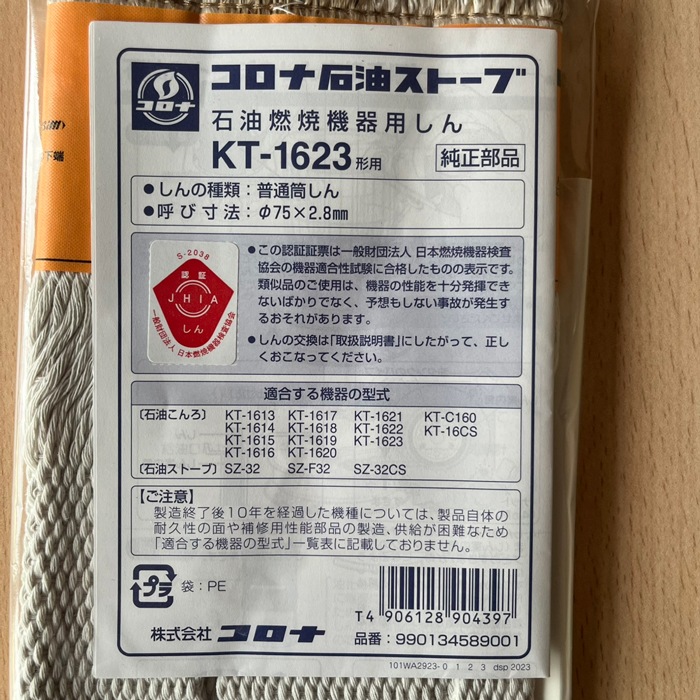 コロナ
コロナ石油ストーブ
石油燃焼機器用しん
KT-1623形用
純正部品
●しんの種類：普通筒しん
●呼び寸法：φ75×2.8mm
S-2038
認証
JHIA
しん
一般財団法人 日本燃焼機器検査協会
●この認証証票は一般財団法人 日本燃焼機器検査
協会の機器適合性試験に合格したものの表示です。
類似品のご使用は、機器の性能を十分発揮でき
ないばかりでなく、予想もしない事故が発生す
るおそれがあります。
●しんの交換は「取扱説明書」にしたがって、正し
くおこなってください。
適合する機器の型式
〔石油こんろ〕 KT-1613 KT-1617 KT-1621 KT-C160
KT-1614 KT-1618 KT-1622 KT-16CS
KT-1615 KT-1619 KT-1623
KT-1616 KT-1620
〔石油ストーブ〕 SZ-32 SZ-F32 SZ-32CS
【ご注意】
製造終了後10年を経過した機種については、製品自体の
耐久性の面や補修用性能部品の製造、供給が困難なため
「適合する機器の型式」一覧表に記載しておりません。
プラ 袋：PE
T4 906128 904397
株式会社 コロナ
品番：990134589001
101WA2923-0 1 2 3 dsp 2023
下端